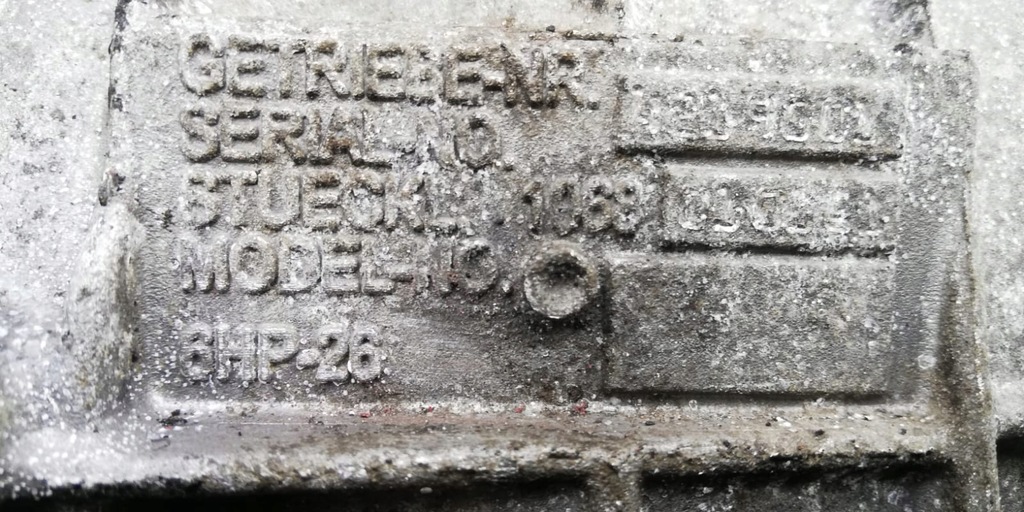 GETRIEBE-NR.
SERIAL-NO.
STUECKL. 1068
MODEL-NO.
6HP-26